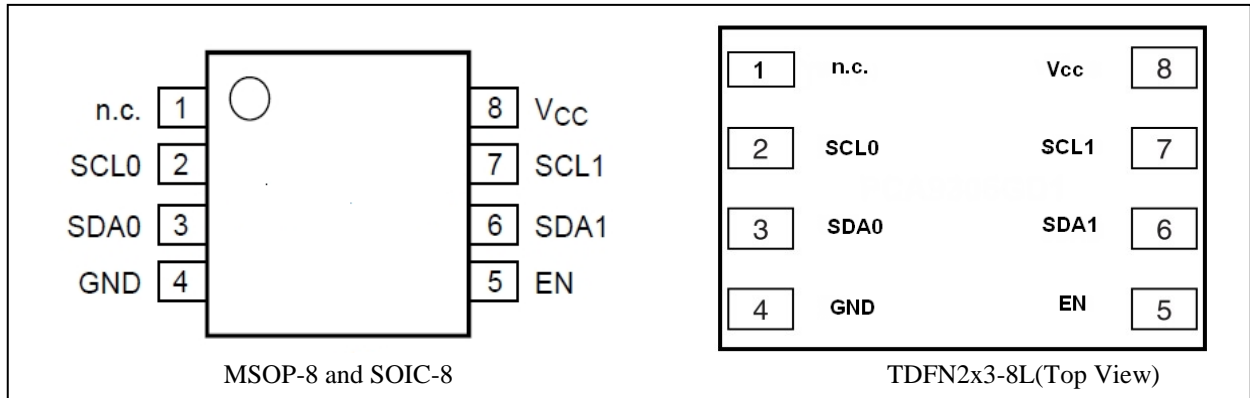 n.c. 1 8 VCC
SCL0 2 7 SCL1
SDA0 3 6 SDA1
GND 4 5 EN
MSOP-8 and SOIC-8
1 n.c. Vcc 8
2 SCL0 SCL1 7
3 SDA0 SDA1 6
4 GND EN 5
TDFN2x3-8L(Top View)